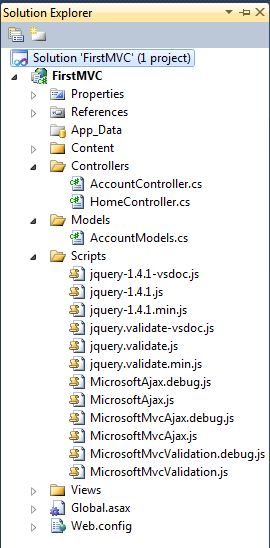 Solution Explorer
Solution 'FirstMVC' (1 project)
FirstMVC
Properties
References
App_Data
Content
Controllers
AccountController.cs
HomeController.cs
Models
AccountModels.cs
Scripts
jquery-1.4.1-vsdoc.js
jquery-1.4.1.js
jquery-1.4.1.min.js
jquery.validate-vsdoc.js
jquery.validate.js
jquery.validate.min.js
MicrosoftAjax.debug.js
MicrosoftAjax.js
MicrosoftMvcAjax.debug.js
MicrosoftMvcAjax.js
MicrosoftMvcValidation.debug.js
MicrosoftMvcValidation.js
Views
Global.asax
Web.config